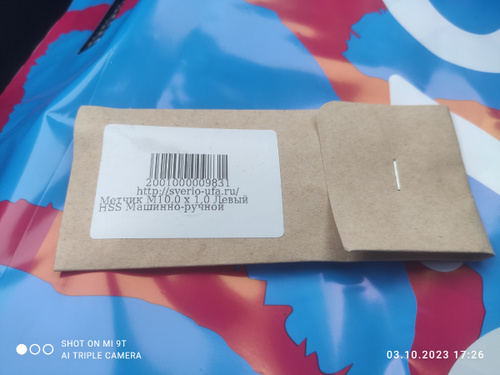 2001000009831
http://sverlo-ufa.ru/
Метчик М10,0 х 1,0 Левый
HSS Машинно-ручной
SHOT ON MI 9T
AI TRIPLE CAMERA
03.10.2023 17:26